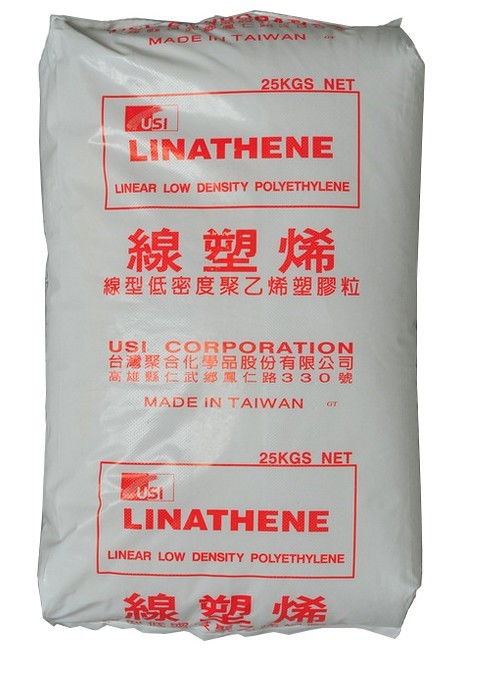 MADE IN TAIWAN GT
25KGS NET
USI
LINATHENE
LINEAR LOW DENSITY POLYETHYLENE
線塑烯
線型低密度聚乙烯塑膠粒
USI CORPORATION
台灣聚合化學品股份有限公司
高雄縣仁武鄉鳳仁路330號
MADE IN TAIWAN GT
25KGS NET
USI
LINATHENE
LINEAR LOW DENSITY POLYETHYLENE
線塑烯